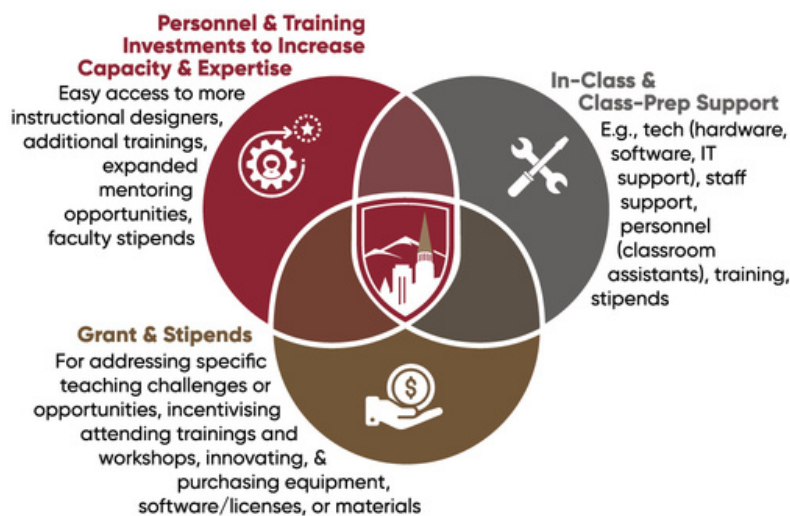 Personnel & Training
Investments to Increase
Capacity & Expertise
Easy access to more
instructional designers,
additional trainings,
expanded
mentoring
opportunities,
faculty stipends
In-Class &
Class-Prep Support
E.g., tech (hardware,
software, IT
support), staff
support,
personnel
(classroom
assistants), training,
stipends
Grant & Stipends
For addressing specific
teaching challenges or
opportunities, incentivising
attending trainings and
workshops, innovating, &
purchasing equipment,
software/licenses, or materials
$